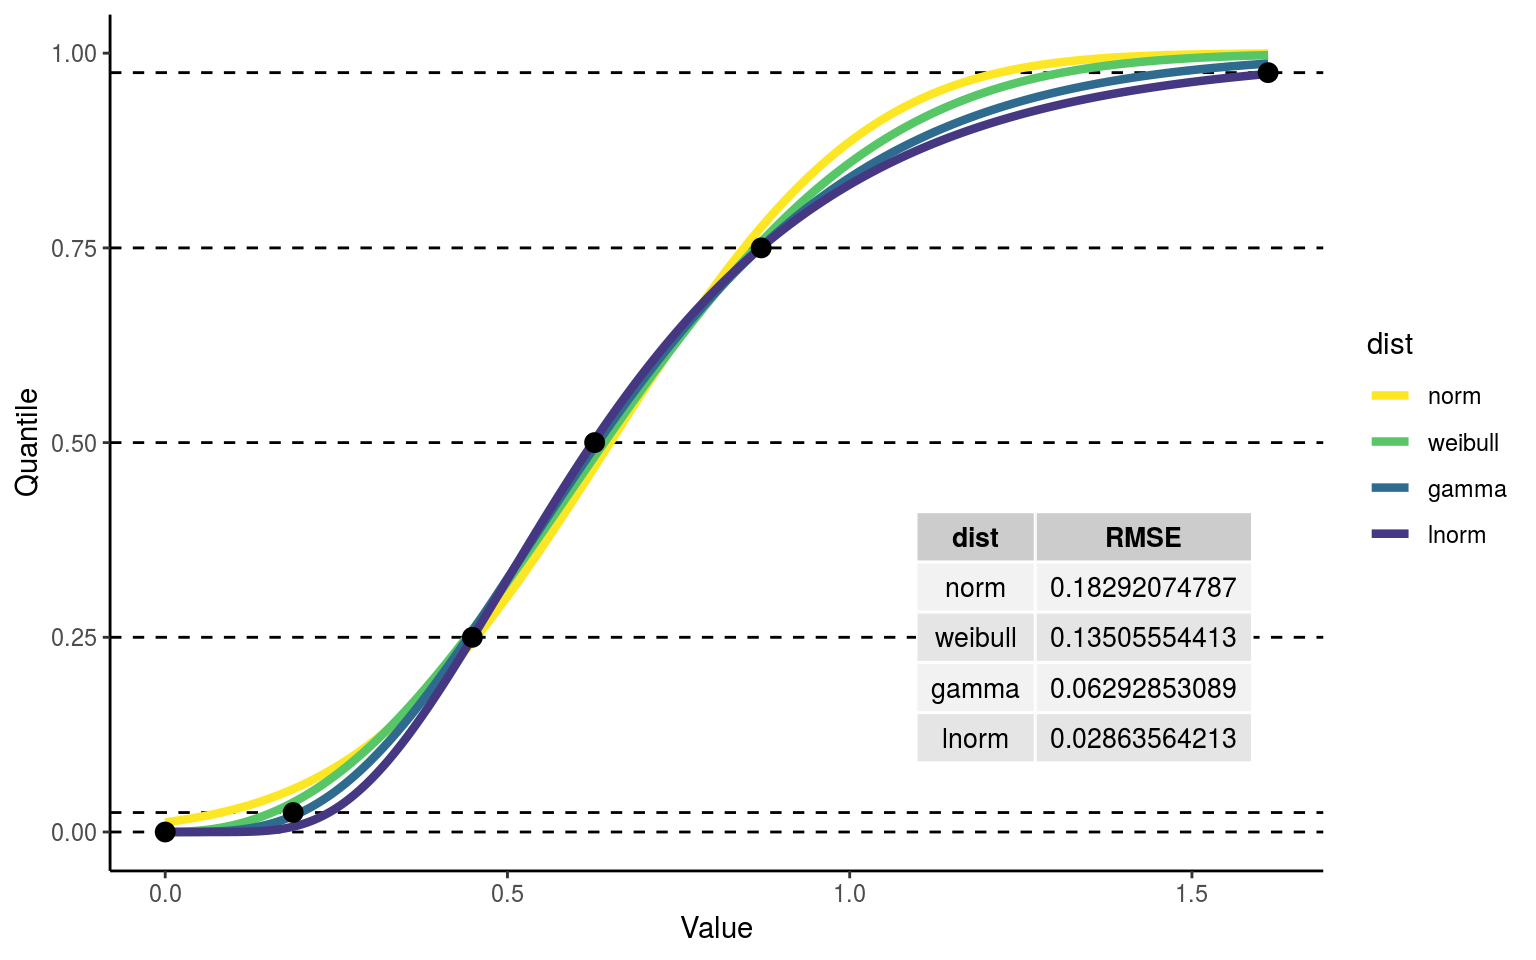 1.00
0.75
0.50
0.25
0.00
Quantile
0.0 0.5 1.0 1.5
Value
dist RMSE
norm 0.18292074787
weibull 0.13505554413
gamma 0.06292853089
lnorm 0.02863564213
dist
norm
weibull
gamma
lnorm